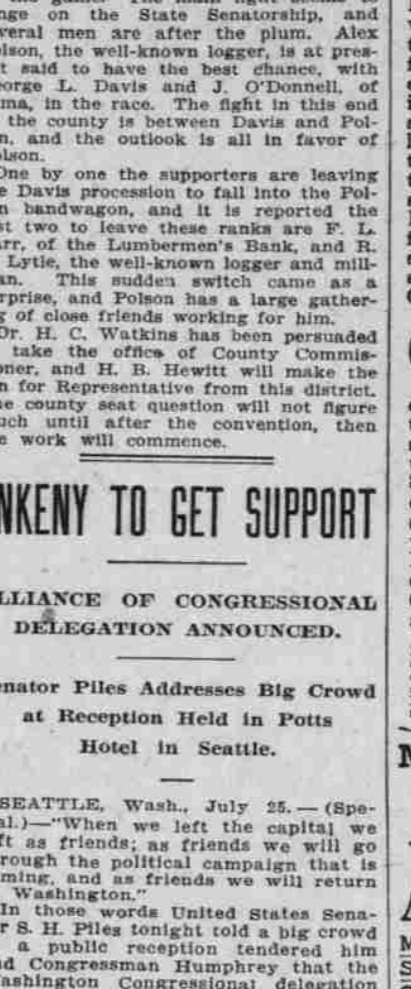 nge on the State Senatorship, and
veral men are after the plum. Alex
olson, the well-known logger, is at pres-
t said to have the best chance, with
eorge L. Davis and J. O'Donnell, of
ma, in the race. The fight in this end
the county is between Davis and Pol-
n, and the outlook is all in favor of
olson.
One by one the supporters are leaving
e Davis procession to fall into the Pol-
n bandwagon, and it is reported the
st two to leave these ranks are F. L.
arr, of the Lumbermen's Bank, and R.
Lytle, the well-known logger and mill-
an. This sudden switch came as a
rprise, and Polson has a large gather-
g of close friends working for him.
Dr. H. C. Watkins has been persuaded
take the office of County Commis-
oner, and H. B. Hewitt will make the
n for Representative from this district.
e county seat question will not figure
uch until after the convention, then
e work will commence.
NKENY TO GET SUPPORT
LLIANCE OF CONGRESSIONAL
DELEGATION ANNOUNCED.
enator Piles Addresses Big Crowd
at Reception Held in Potts
Hotel in Seattle.
SEATTLE, Wash., July 25.—(Spe-
al.)—"When we left the capital we
ft as friends; as friends we will go
rough the political campaign that is
ming, and as friends we will return
Washington."
In those words United States Sena-
r S. H. Piles tonight told a big crowd
a public reception tendered him
d Congressman Humphrey that the
ashington Congressional delegation